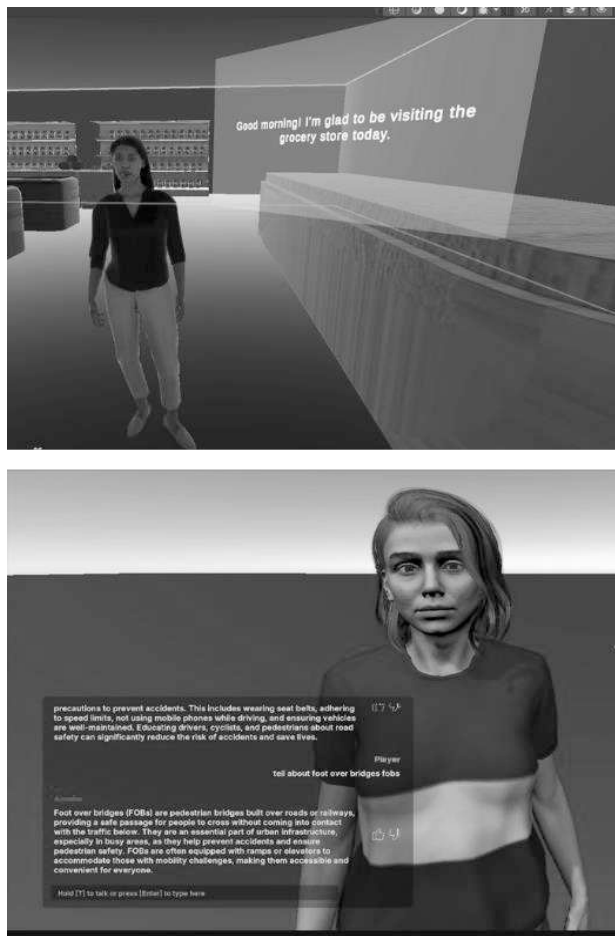 Good morning! I'm glad to be visiting the
grocery store today.
precautions to prevent accidents. This includes wearing seat belts, adhering
to speed limits, not using mobile phones while driving, and ensuring vehicles
are well-maintained. Educating drivers, cyclists, and pedestrians about road
safety can significantly reduce the risk of accidents and save lives.
Player
tell about foot over bridges fobs
Foot over bridges (FOBs) are pedestrian bridges built over roads or railways,
providing a safe passage for people to cross without coming into contact
with the traffic below. They are an essential part of urban infrastructure,
especially in busy areas, as they help prevent accidents and ensure
pedestrian safety. FOBs are often equipped with ramps or elevators to
accommodate those with mobility challenges, making them accessible and
convenient for everyone.
Hold [T] to talk or press [Enter] to type here